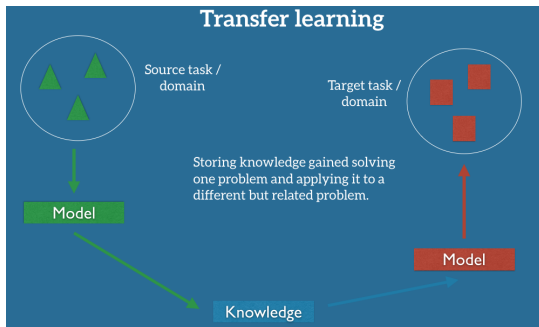 Transfer learning
Source task /
domain
Target task /
domain
Storing knowledge gained solving
one problem and applying it to a
different but related problem.
Model
Model
Knowledge